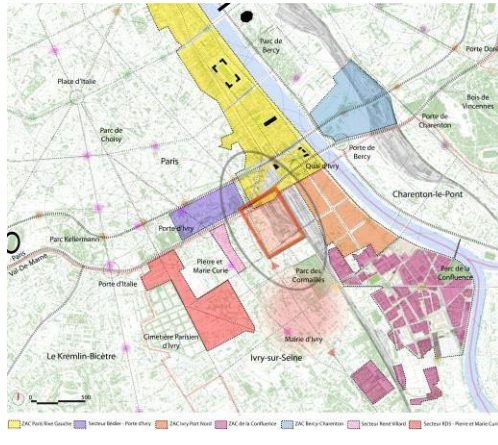 Parc de
Bercy
Porte Doré
Place d'Italie
Bois de
Vincennes
Parc de
Choisy
Porte de
Charenton
Paris
Porte de
Bercy
Quai d'Ivry
Charenton-le-Pont
Porte d'Ivry
Parc Kellermann
Paris
Val De Marne
Pierre et
Marie Curie
Porte d'Italie
Parc des
Cormailles
Parc de la
Confluence
Cimetière Parisien
d'Ivry
Mairie d'Ivry
Le Kremlin-Bicêtre
Ivry-sur-Seine
0
500
ZAC Paris Rive Gauche
Secteur Bédier - Porte d'Ivry
ZAC Ivry Port Nord
ZAC de la Confluence
ZAC Bercy-Charenton
Secteur René Villard
Secteur RD5 - Pierre et Marie Curie